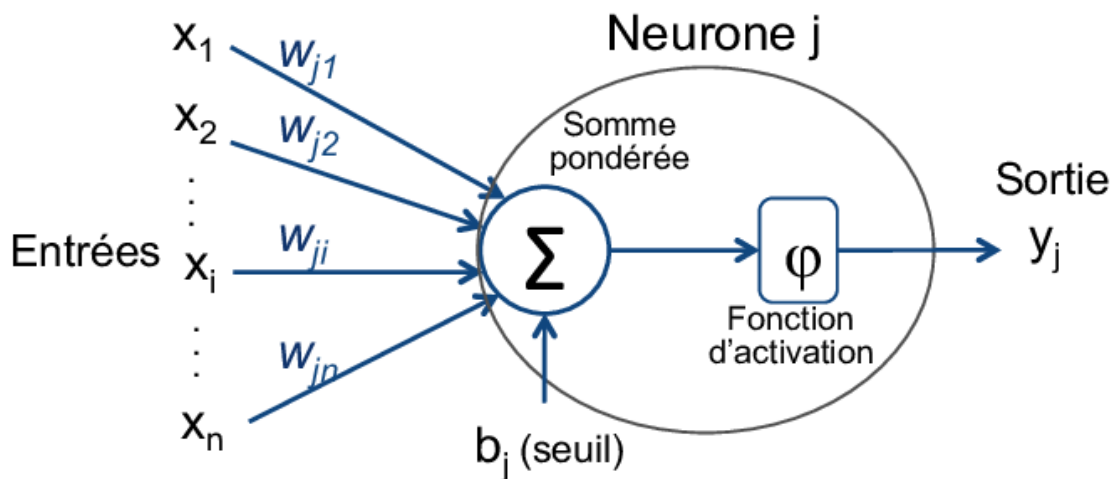 Neurone j
x1
wj1
x2
wj2
Somme
pondérée
Entrées
xi
wji
Σ
φ
Sortie
yj
Fonction
d'activation
wjn
xn
bj (seuil)